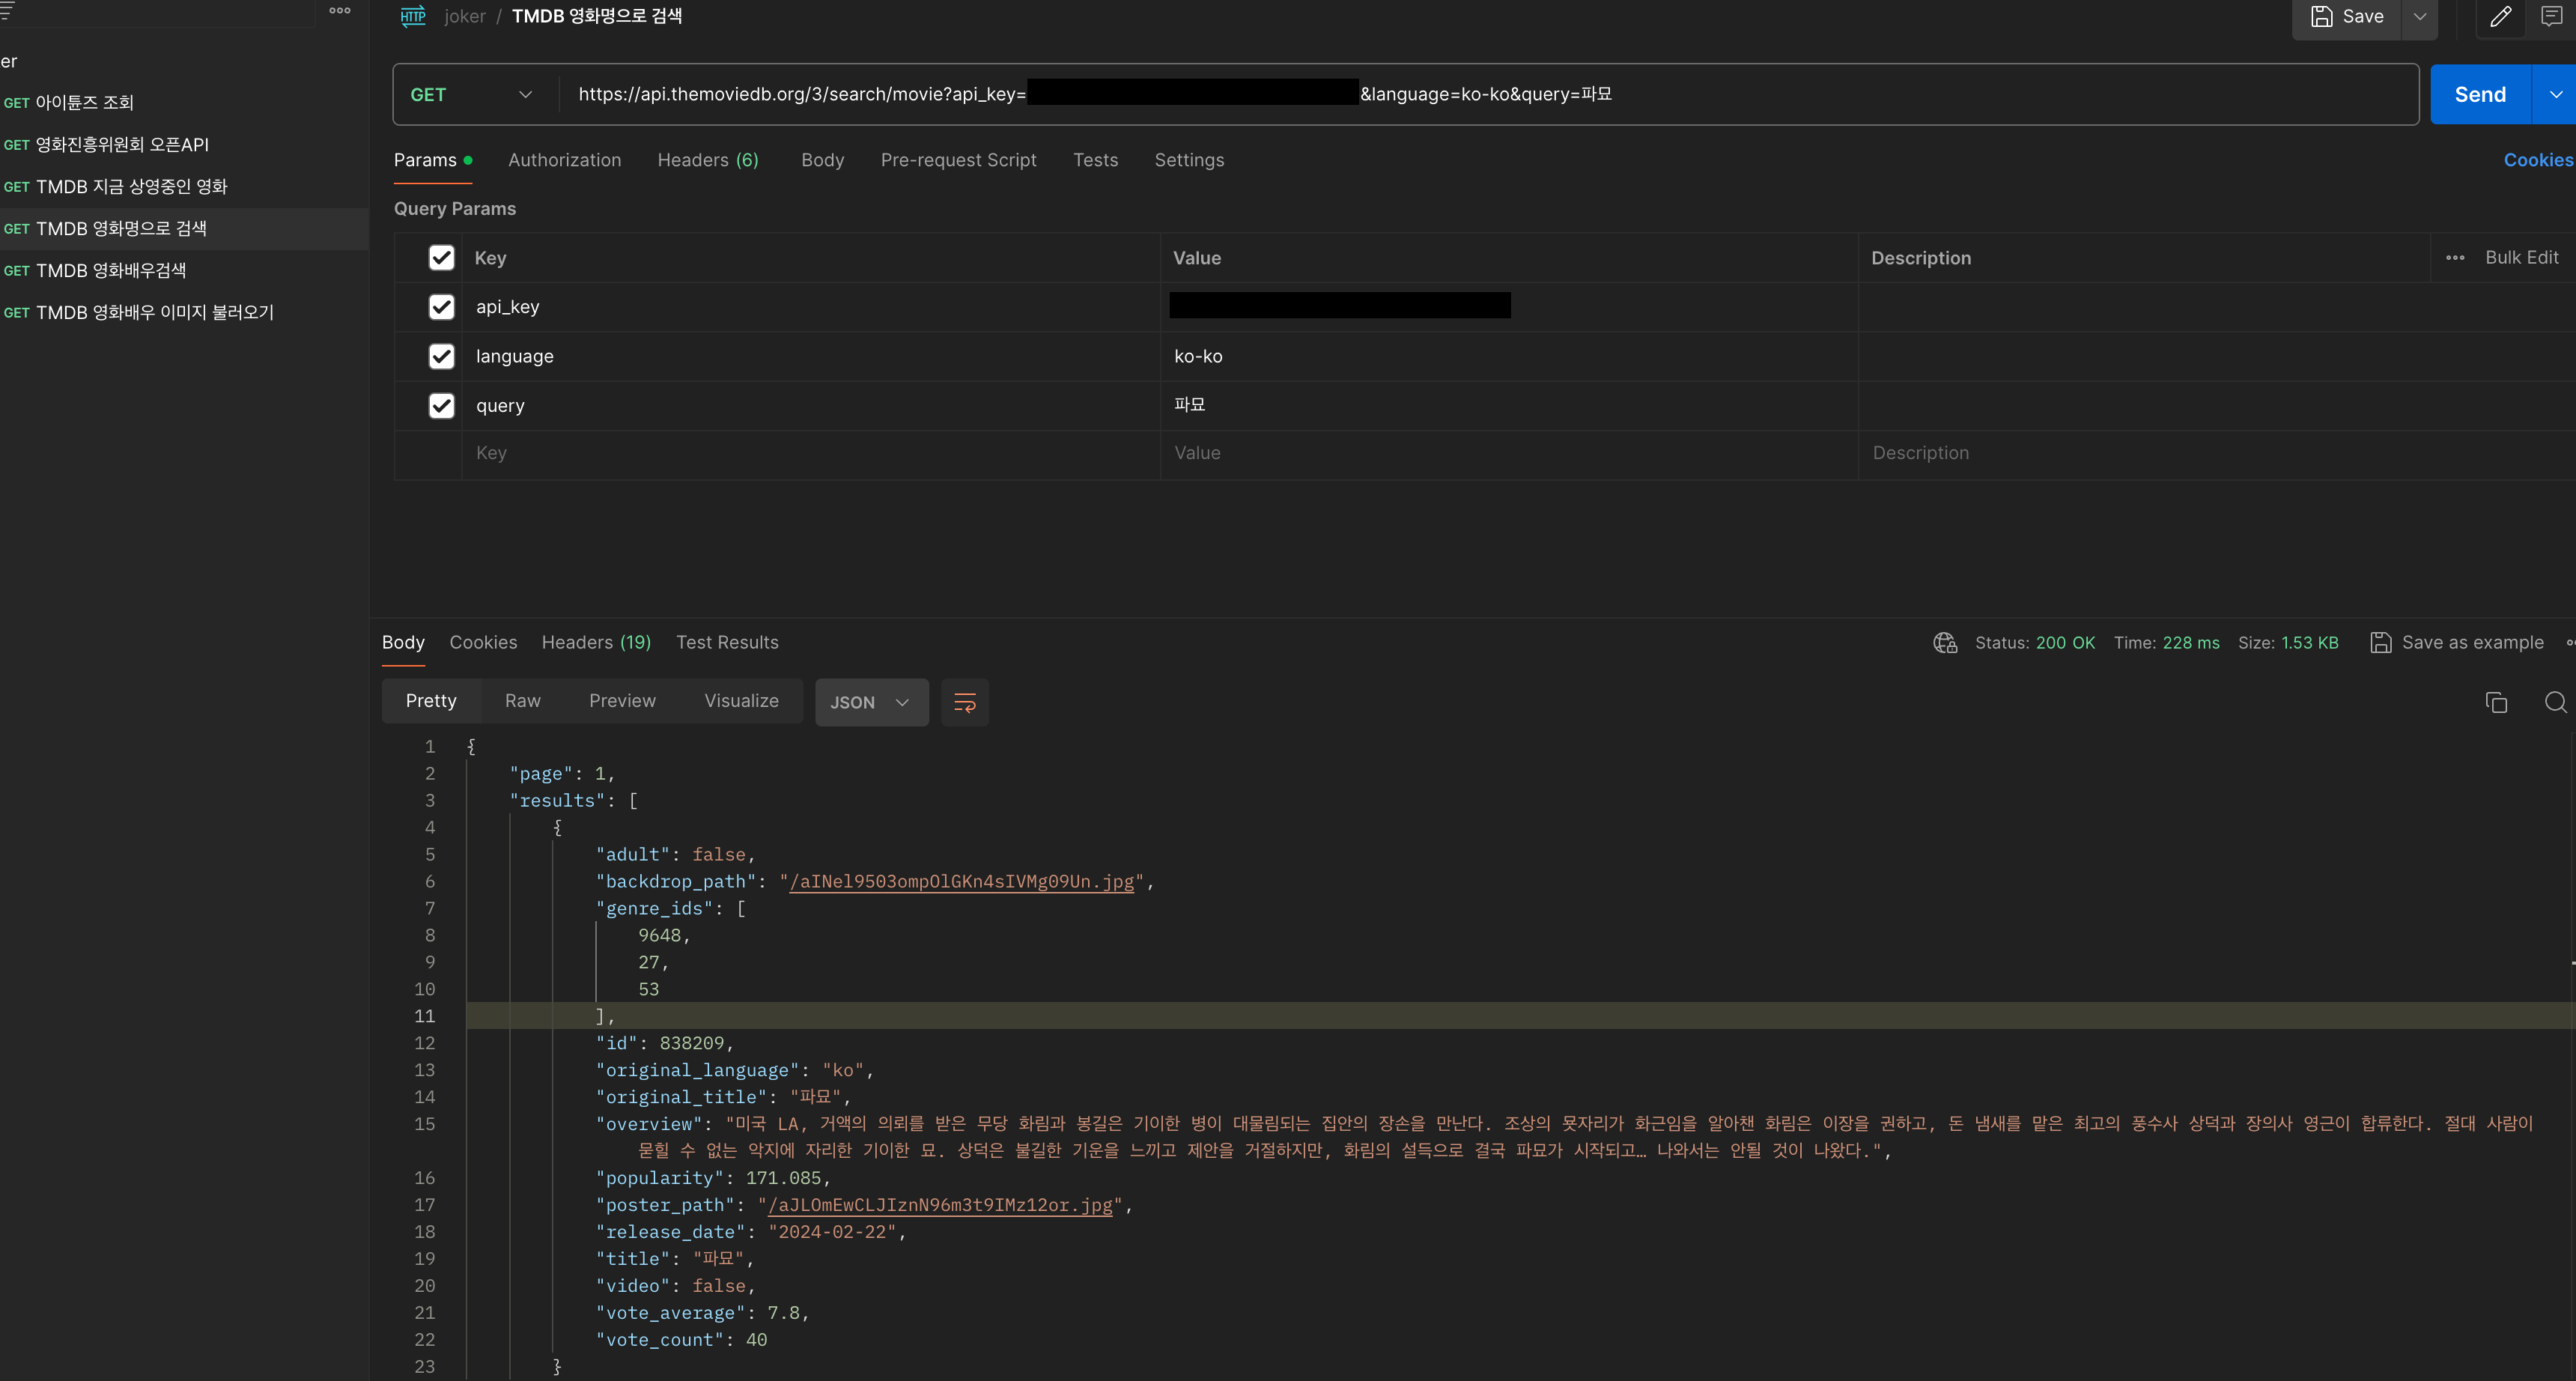 HTTP joker / TMDB 영화명으로 검색
Save
er
GET 아이튠즈 조회
GET 영화진흥위원회 오픈API
GET TMDB 지금 상영중인 영화
GET TMDB 영화명으로 검색
GET TMDB 영화배우검색
GET TMDB 영화배우 이미지 불러오기
GET https://api.themoviedb.org/3/search/movie?api_key= &language=ko-ko&query=파묘
Send
Params Authorization Headers (6) Body Pre-request Script Tests Settings Cookies
Query Params
Key Value Description Bulk Edit
api_key
language ko-ko
query 파묘
Key Value Description
Body Cookies Headers (19) Test Results Status: 200 OK Time: 228 ms Size: 1.53 KB Save as example
Pretty Raw Preview Visualize JSON
1 {
2 "page": 1,
3 "results": [
4 {
5 "adult": false,
6 "backdrop_path": "/aINel9503ompOlGKn4sIVMg09Un.jpg",
7 "genre_ids": [
8 9648,
9 27,
10 53
11 ],
12 "id": 838209,
13 "original_language": "ko",
14 "original_title": "파묘",
15 "overview": "미국 LA, 거액의 의뢰를 받은 무당 화림과 봉길은 기이한 병이 대물림되는 집안의 장손을 만난다. 조상의 묫자리가 화근임을 알아챈 화림은 이장을 권하고, 돈 냄새를 맡은 최고의 풍수사 상덕과 장의사 영근이 합류한다. 절대 사람이
묻힐 수 없는 악지에 자리한 기이한 묘. 상덕은 불길한 기운을 느끼고 제안을 거절하지만, 화림의 설득으로 결국 파묘가 시작되고… 나와서는 안될 것이 나왔다.",
16 "popularity": 171.085,
17 "poster_path": "/aJLOmEwCLJIznN96m3t9IMz12or.jpg",
18 "release_date": "2024-02-22",
19 "title": "파묘",
20 "video": false,
21 "vote_average": 7.8,
22 "vote_count": 40
23 }